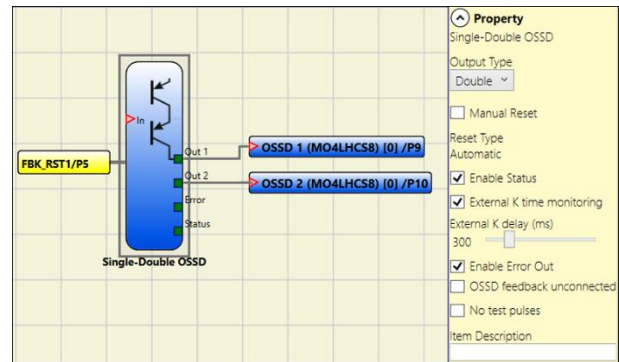 In
Out 1
Out 2
Error
Status
FBK_RST1/P5
OSSD 1 (MO4LHCS8) [0] /P9
OSSD 2 (MO4LHCS8) [0] /P10
Single-Double OSSD
Property
Single-Double OSSD
Output Type
Double
Manual Reset
Reset Type
Automatic
Enable Status
External K time monitoring
External K delay (ms)
300
Enable Error Out
OSSD feedback unconnected
No test pulses
Item Description